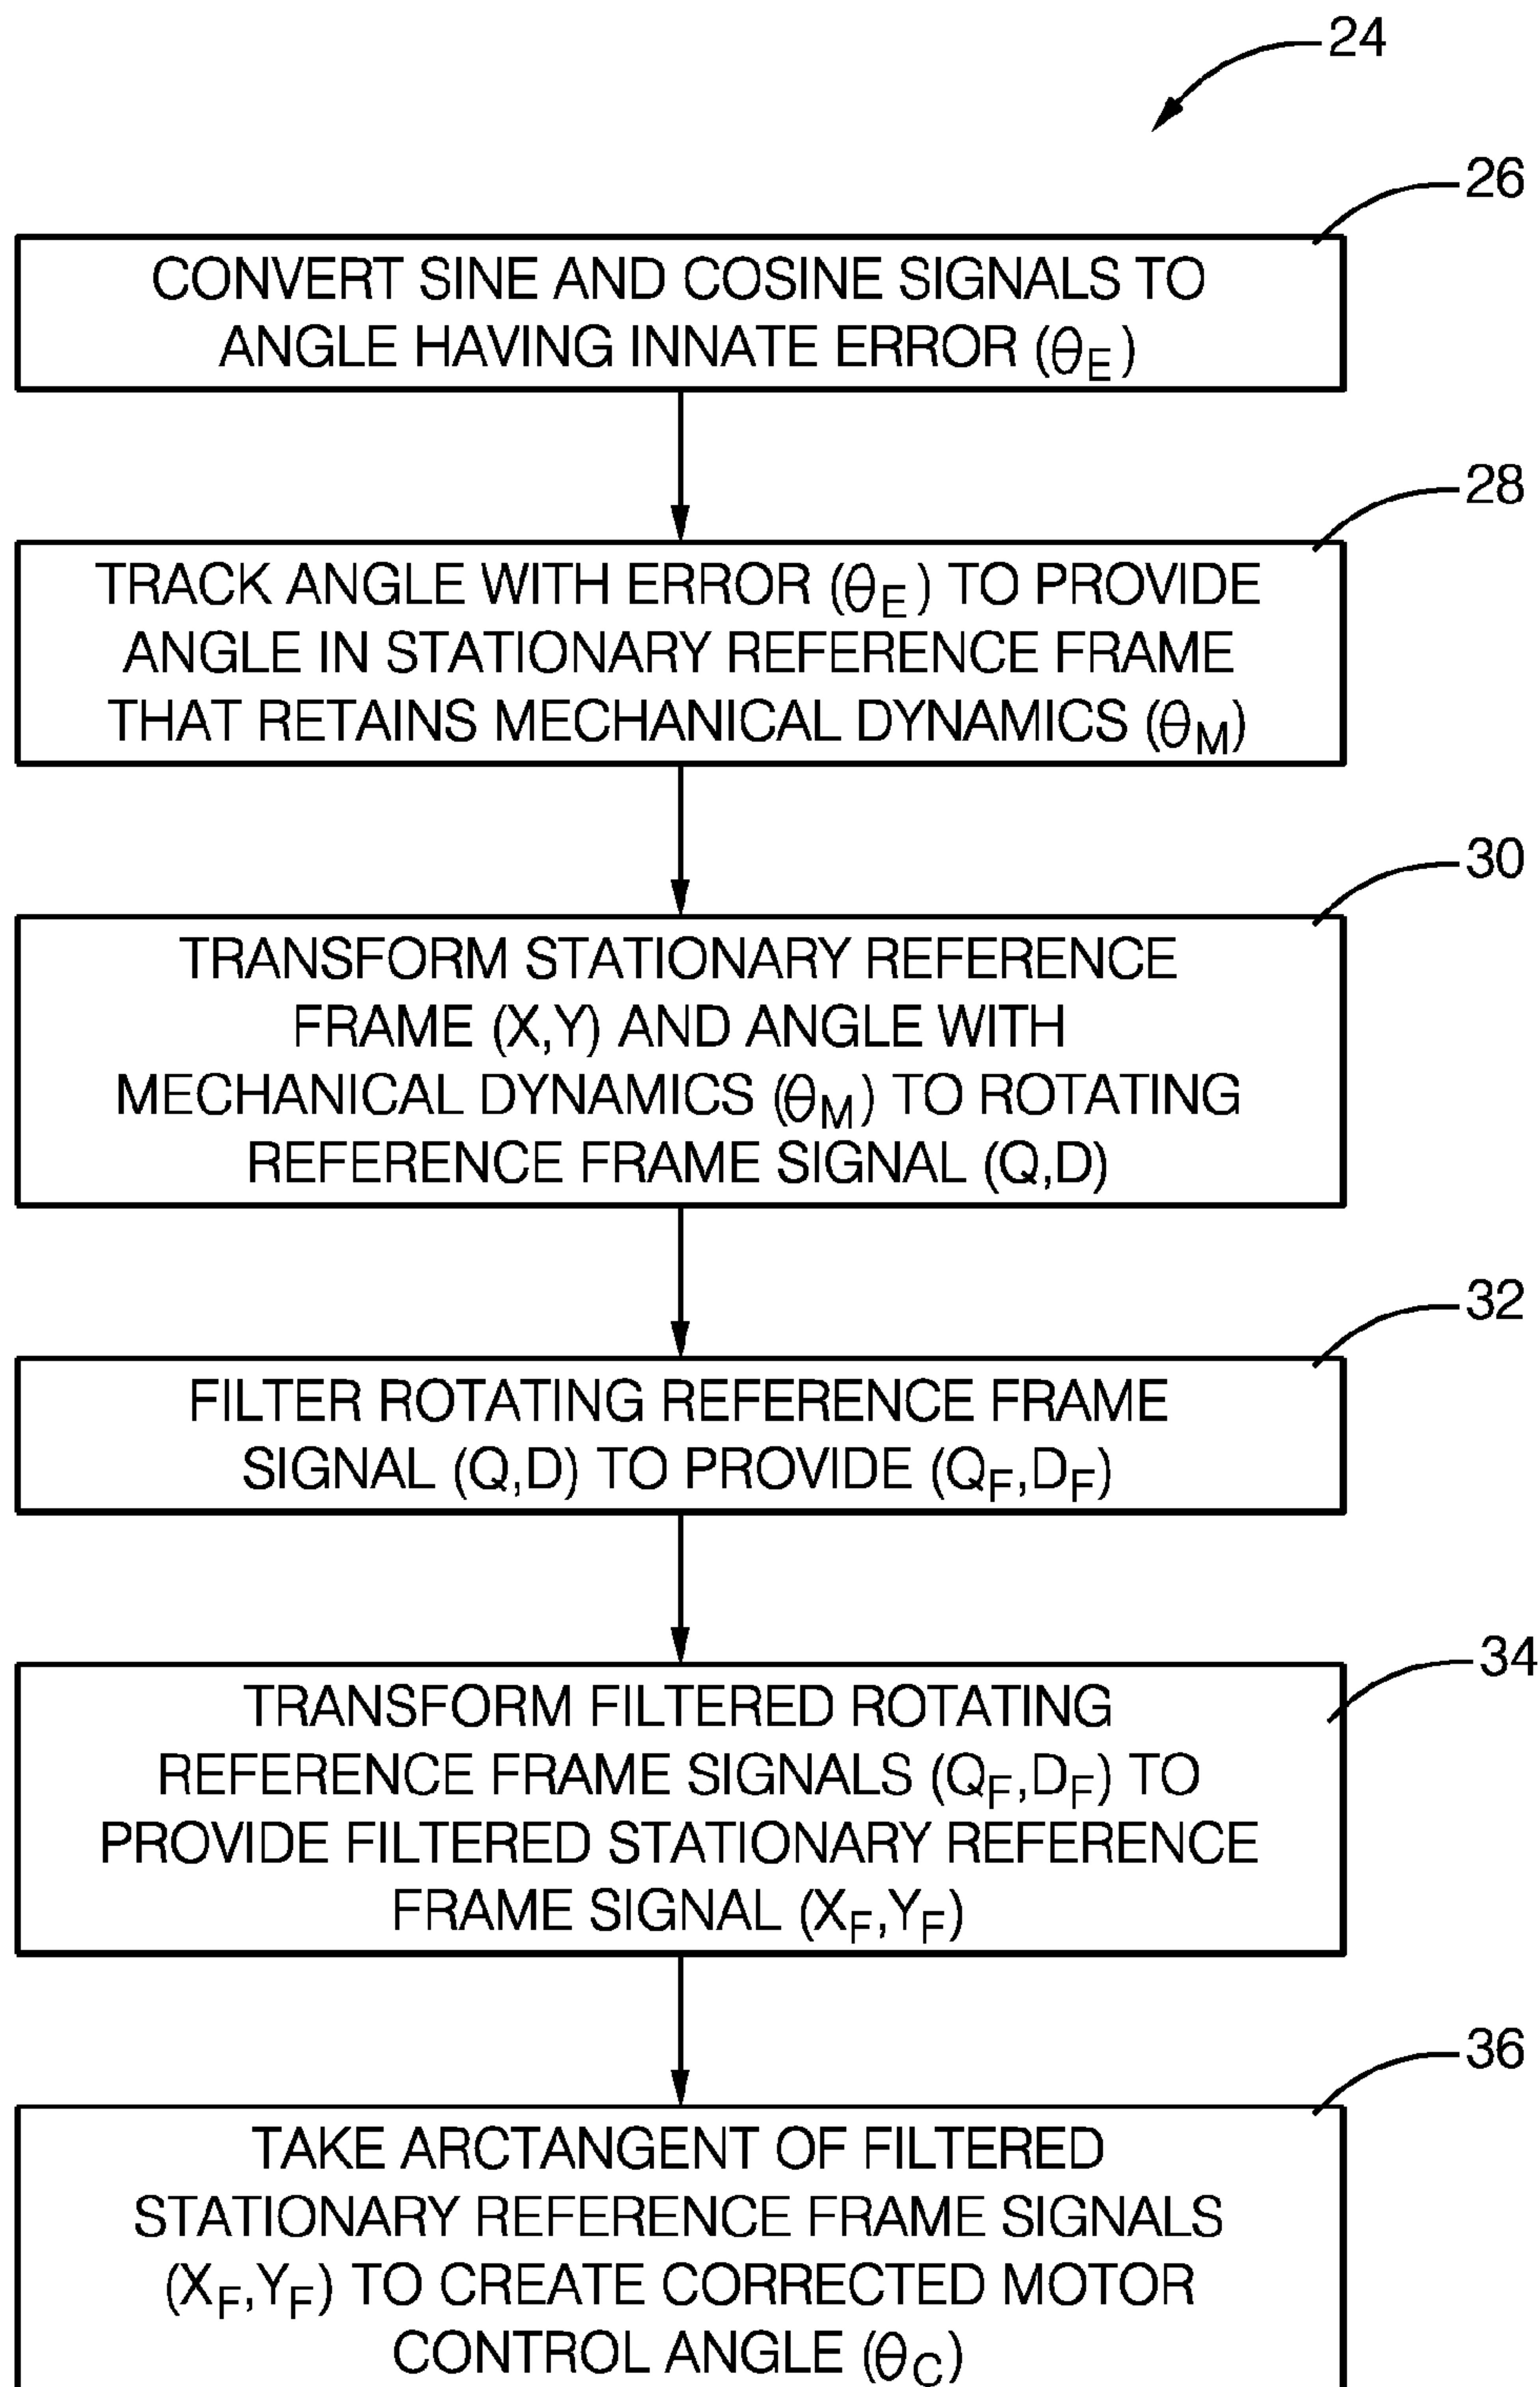 24
26
CONVERT SINE AND COSINE SIGNALS TO
ANGLE HAVING INNATE ERROR (θE)
28
TRACK ANGLE WITH ERROR (θE) TO PROVIDE
ANGLE IN STATIONARY REFERENCE FRAME
THAT RETAINS MECHANICAL DYNAMICS (θM)
30
TRANSFORM STATIONARY REFERENCE
FRAME (X,Y) AND ANGLE WITH
MECHANICAL DYNAMICS (θM) TO ROTATING
REFERENCE FRAME SIGNAL (Q,D)
32
FILTER ROTATING REFERENCE FRAME
SIGNAL (Q,D) TO PROVIDE (QF,DF)
34
TRANSFORM FILTERED ROTATING
REFERENCE FRAME SIGNALS (QF,DF) TO
PROVIDE FILTERED STATIONARY REFERENCE
FRAME SIGNAL (XF,YF)
36
TAKE ARCTANGENT OF FILTERED
STATIONARY REFERENCE FRAME SIGNALS
(XF,YF) TO CREATE CORRECTED MOTOR
CONTROL ANGLE (θC)